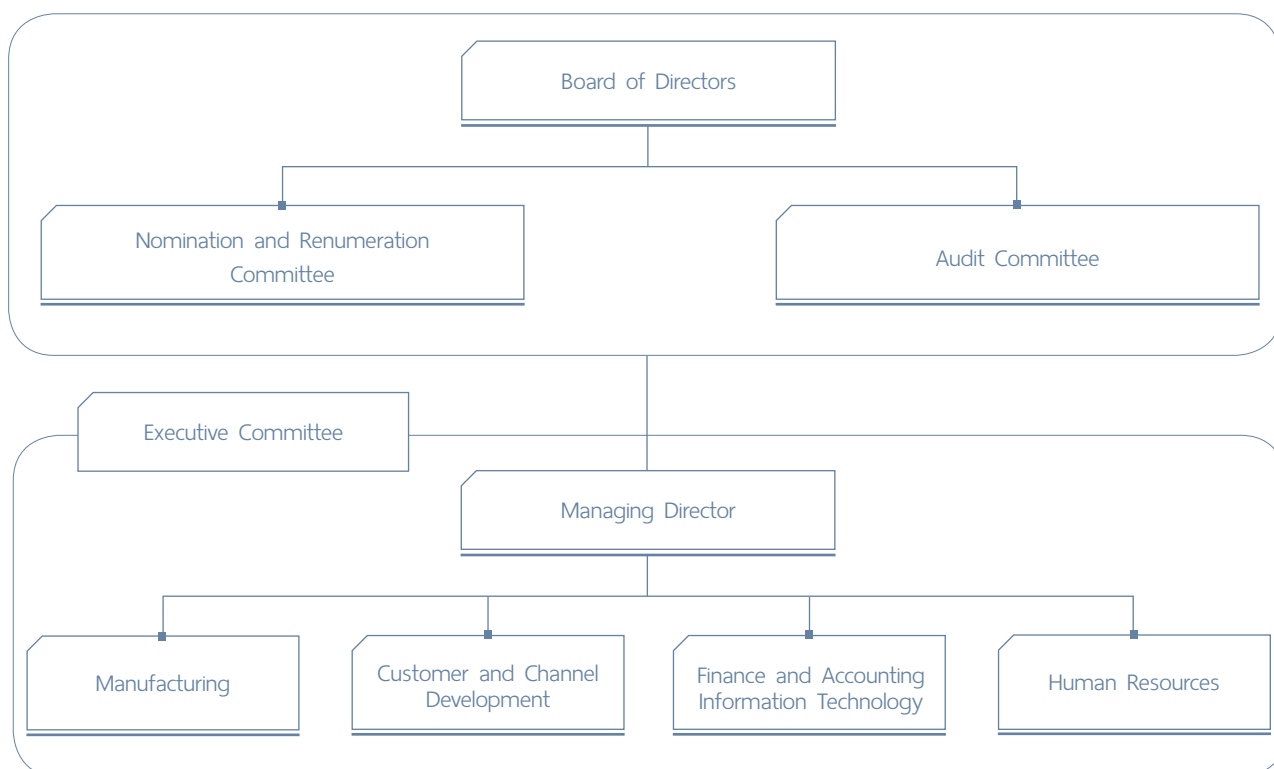 Board of Directors
Nomination and Renumeration
Committee
Audit Committee
Executive Committee
Managing Director
Manufacturing
Customer and Channel
Development
Finance and Accounting
Information Technology
Human Resources